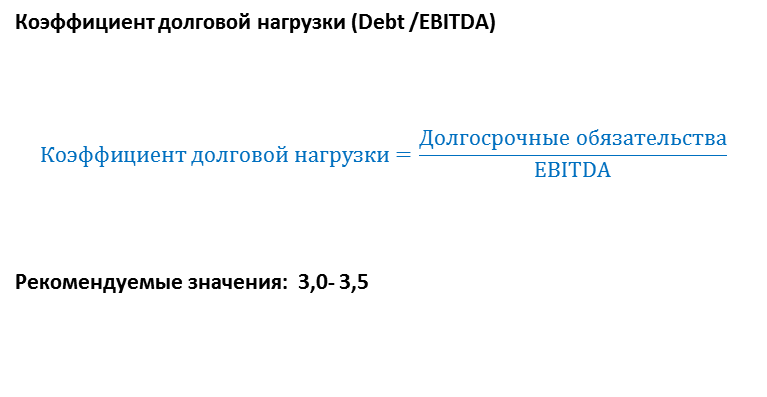 Коэффициент долговой нагрузки (Debt /EBITDA)
Коэффициент долговой нагрузки = Долгосрочные обязательства
EBITDA
Рекомендуемые значения: 3,0- 3,5